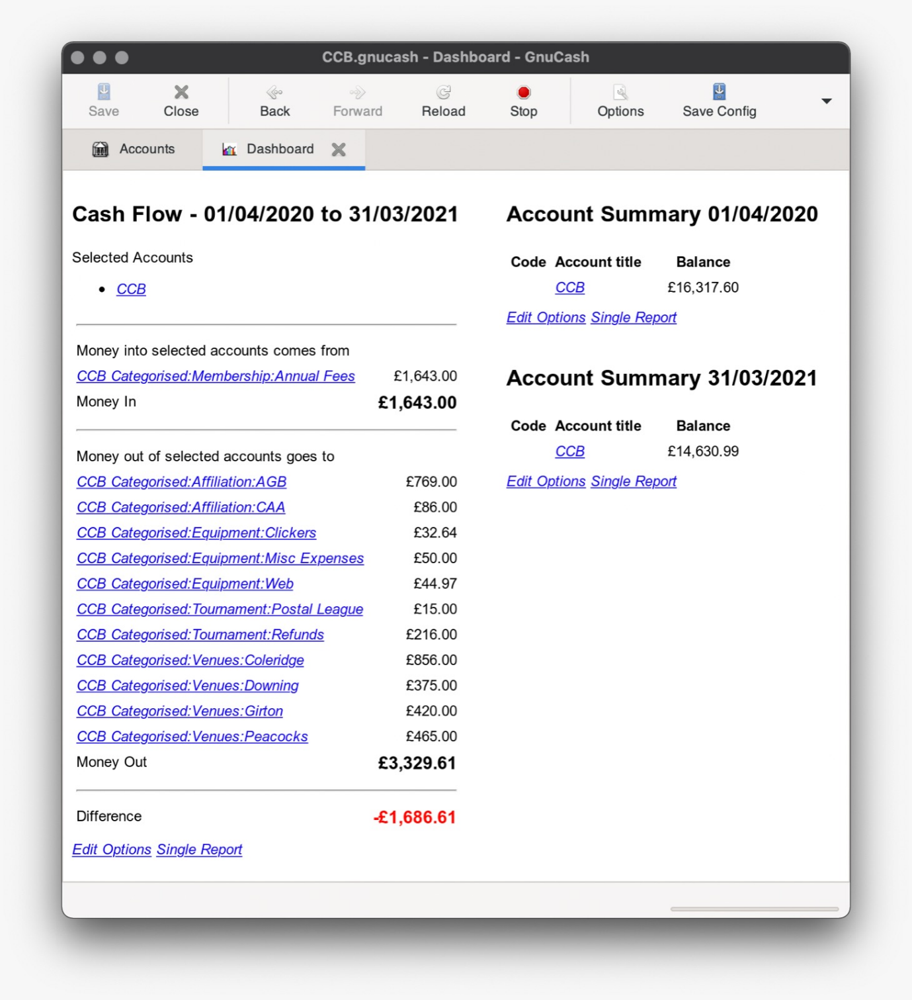 CCB.gnucash - Dashboard - GnuCash
Save Close Back Forward Reload Stop Options Save Config
Accounts Dashboard
Cash Flow - 01/04/2020 to 31/03/2021
Selected Accounts
CCB
Money into selected accounts comes from
CCB Categorised:Membership:Annual Fees £1,643.00
Money In £1,643.00
Money out of selected accounts goes to
CCB Categorised:Affiliation:AGB £769.00
CCB Categorised:Affiliation:CAA £86.00
CCB Categorised:Equipment:Clickers £32.64
CCB Categorised:Equipment:Misc Expenses £50.00
CCB Categorised:Equipment:Web £44.97
CCB Categorised:Tournament:Postal League £15.00
CCB Categorised:Tournament:Refunds £216.00
CCB Categorised:Venues:Coleridge £856.00
CCB Categorised:Venues:Downing £375.00
CCB Categorised:Venues:Girton £420.00
CCB Categorised:Venues:Peacocks £465.00
Money Out £3,329.61
Difference -£1,686.61
Edit Options Single Report
Account Summary 01/04/2020
Code Account title Balance
CCB £16,317.60
Edit Options Single Report
Account Summary 31/03/2021
Code Account title Balance
CCB £14,630.99
Edit Options Single Report